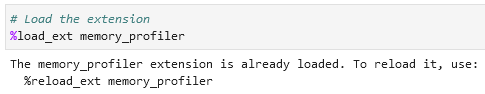 # Load the extension
%load_ext memory_profiler
The memory_profiler extension is already loaded. To reload it, use:
  %reload_ext memory_profiler